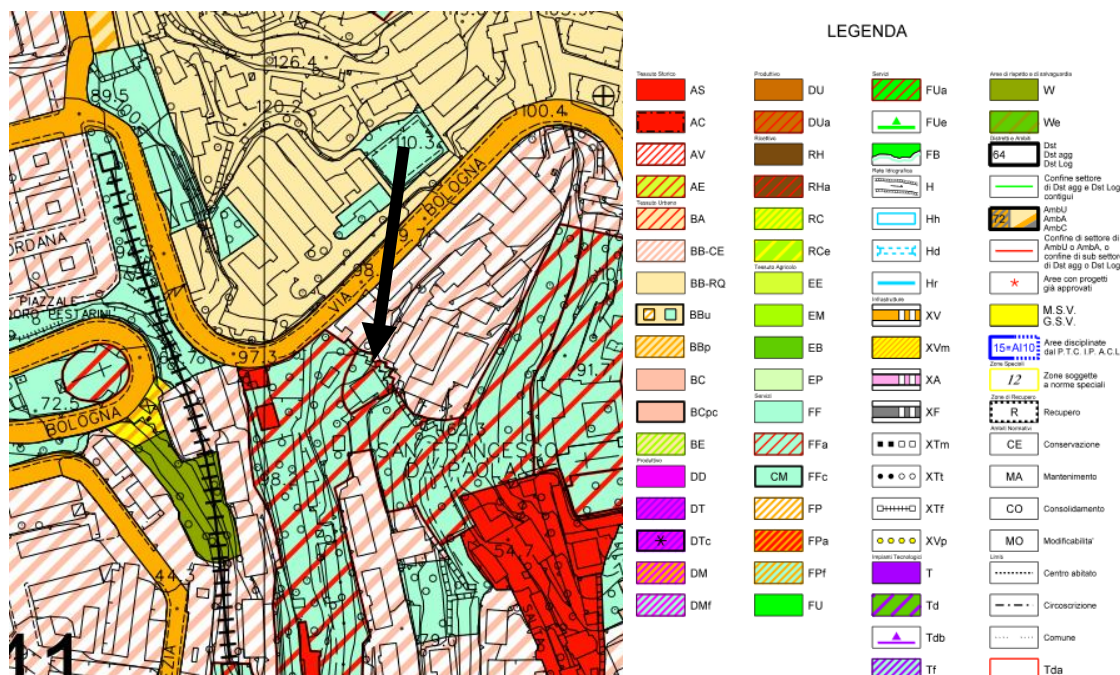 126.4
89.5
120.2
110.3
100.4
BOLOGNA
ORDANA
VIA
PIAZZALE
97.3
91.7
72.
BOLOGNA
SAN FRANCESCO
DA PAOLA
98.2
54.7
44.3
11
LEGENDA
Tessuto Storico
AS
AC
AV
AE
Tessuto Urbano
BA
BB-CE
BB-RQ
BBu
BBp
BC
BCpc
BE
Produttivo
DD
DT
DTc
DM
DMf
Produttivo
DU
DUa
Ricettivo
RH
RHa
RC
RCe
Tessuto Agricolo
EE
EM
EB
EP
Servizi
FF
FFa
CM FFc
FP
FPa
FPf
FU
Servizi
FUa
FUe
FB
Rete Idrografica
H
Hh
Hd
Hr
Infrastrutture
XV
XVm
XA
XF
XTm
XTt
XTf
XVp
Impianti Tecnologici
T
Td
Tdb
Tf
Aree di rispetto e di salvaguardia
W
We
Distretti e Ambiti
64 Dst
Dst agg
Dst Log
Confine settore
di Dst agg e Dst Log
contigui
72 AmbU
AmbA
AmbC
Confine di settore di
AmbU o AmbA, o
confine di sub settore
di Dst agg o Dst Log
* Aree con progetti
già approvati
M.S.V.
G.S.V.
15*AI10 Aree disciplinate
dal P.T.C. I.P. A.C.L.
Zone Speciali
12 Zone soggette
a norme speciali
Zone di Recupero
R Recupero
Ambiti Normativi
CE Conservazione
MA Mantenimento
CO Consolidamento
MO Modificabilita'
Limiti
Centro abitato
Circoscrizione
Comune
Tda